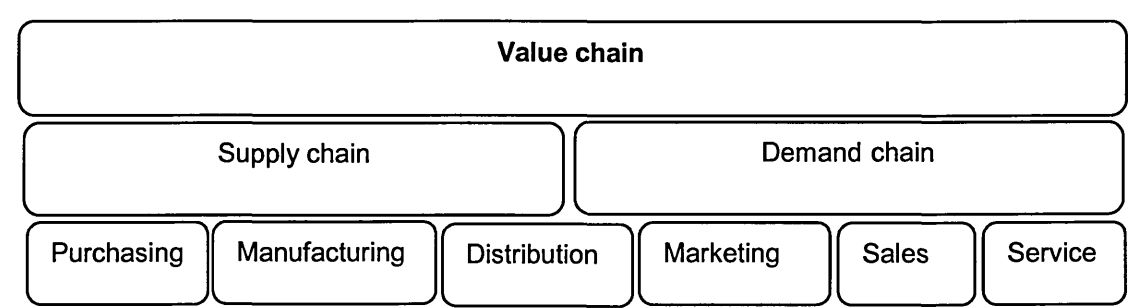 Value chain
Supply chain Demand chain
Purchasing Manufacturing Distribution Marketing Sales Service